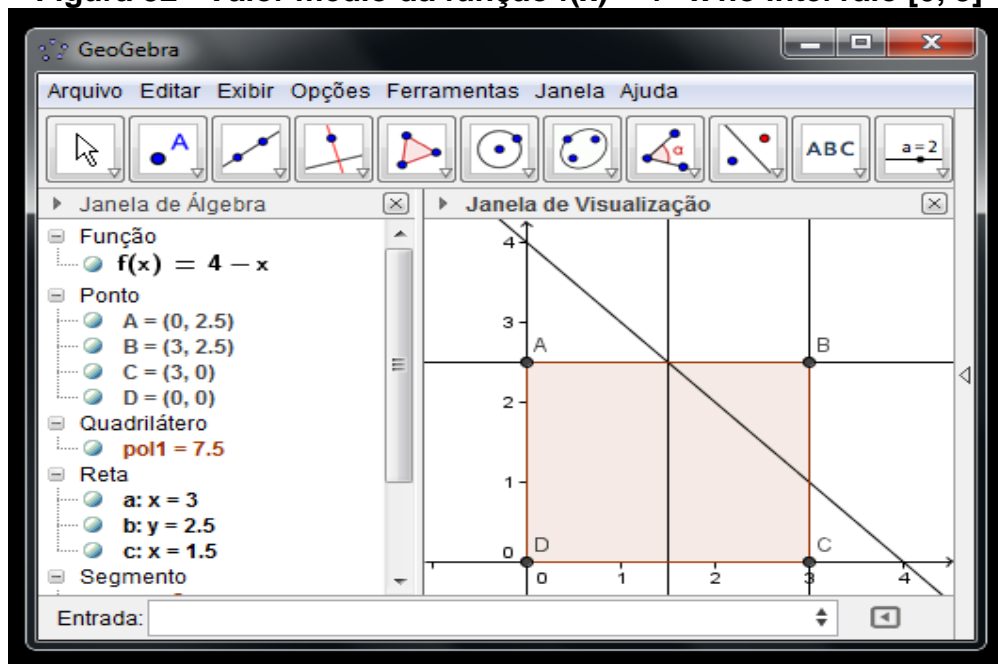 GeoGebra
Arquivo Editar Exibir Opções Ferramentas Janela Ajuda
A
α
ABC
a = 2
Janela de Álgebra
Função
f(x) = 4 – x
Ponto
A = (0, 2.5)
B = (3, 2.5)
C = (3, 0)
D = (0, 0)
Quadrilátero
pol1 = 7.5
Reta
a: x = 3
b: y = 2.5
c: x = 1.5
Segmento
Janela de Visualização
4
3
A
B
2
1
0
D
C
0 1 2 3 4
Entrada: